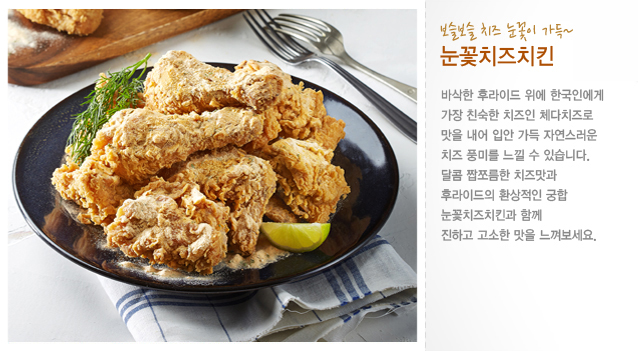 보슬보슬 치즈 눈꽃이 가득~
눈꽃치즈치킨
바삭한 후라이드 위에 한국인에게
가장 친숙한 치즈인 체다치즈로
맛을 내어 입안 가득 자연스러운
치즈 풍미를 느낄 수 있습니다.
달콤 짭쪼름한 치즈맛과
후라이드의 환상적인 궁합
눈꽃치즈치킨과 함께
진하고 고소한 맛을 느껴보세요.